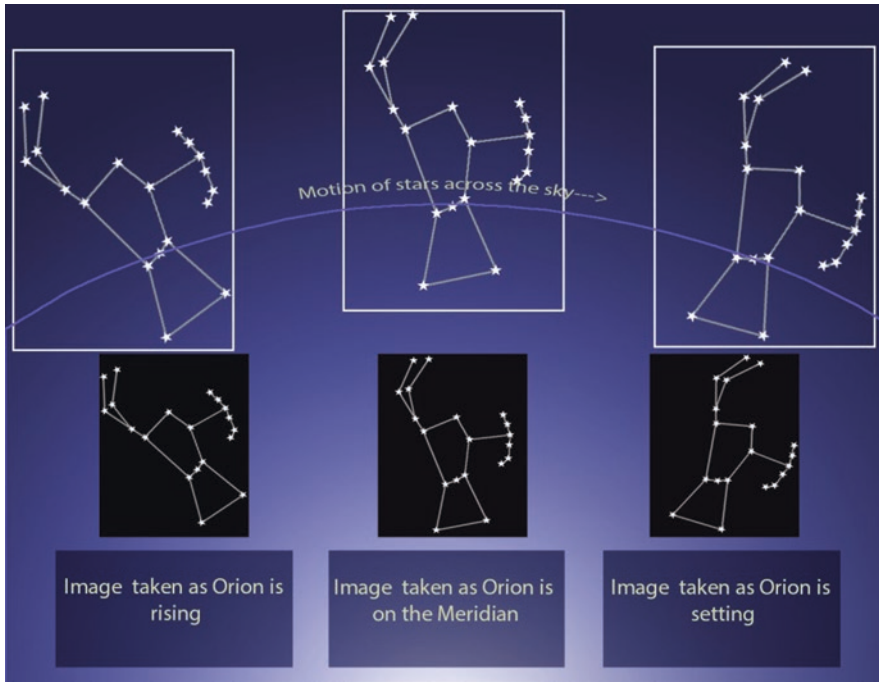 Motion of stars across the sky--->
Image taken as Orion is
rising
Image taken as Orion is
on the Meridian
Image taken as Orion is
setting